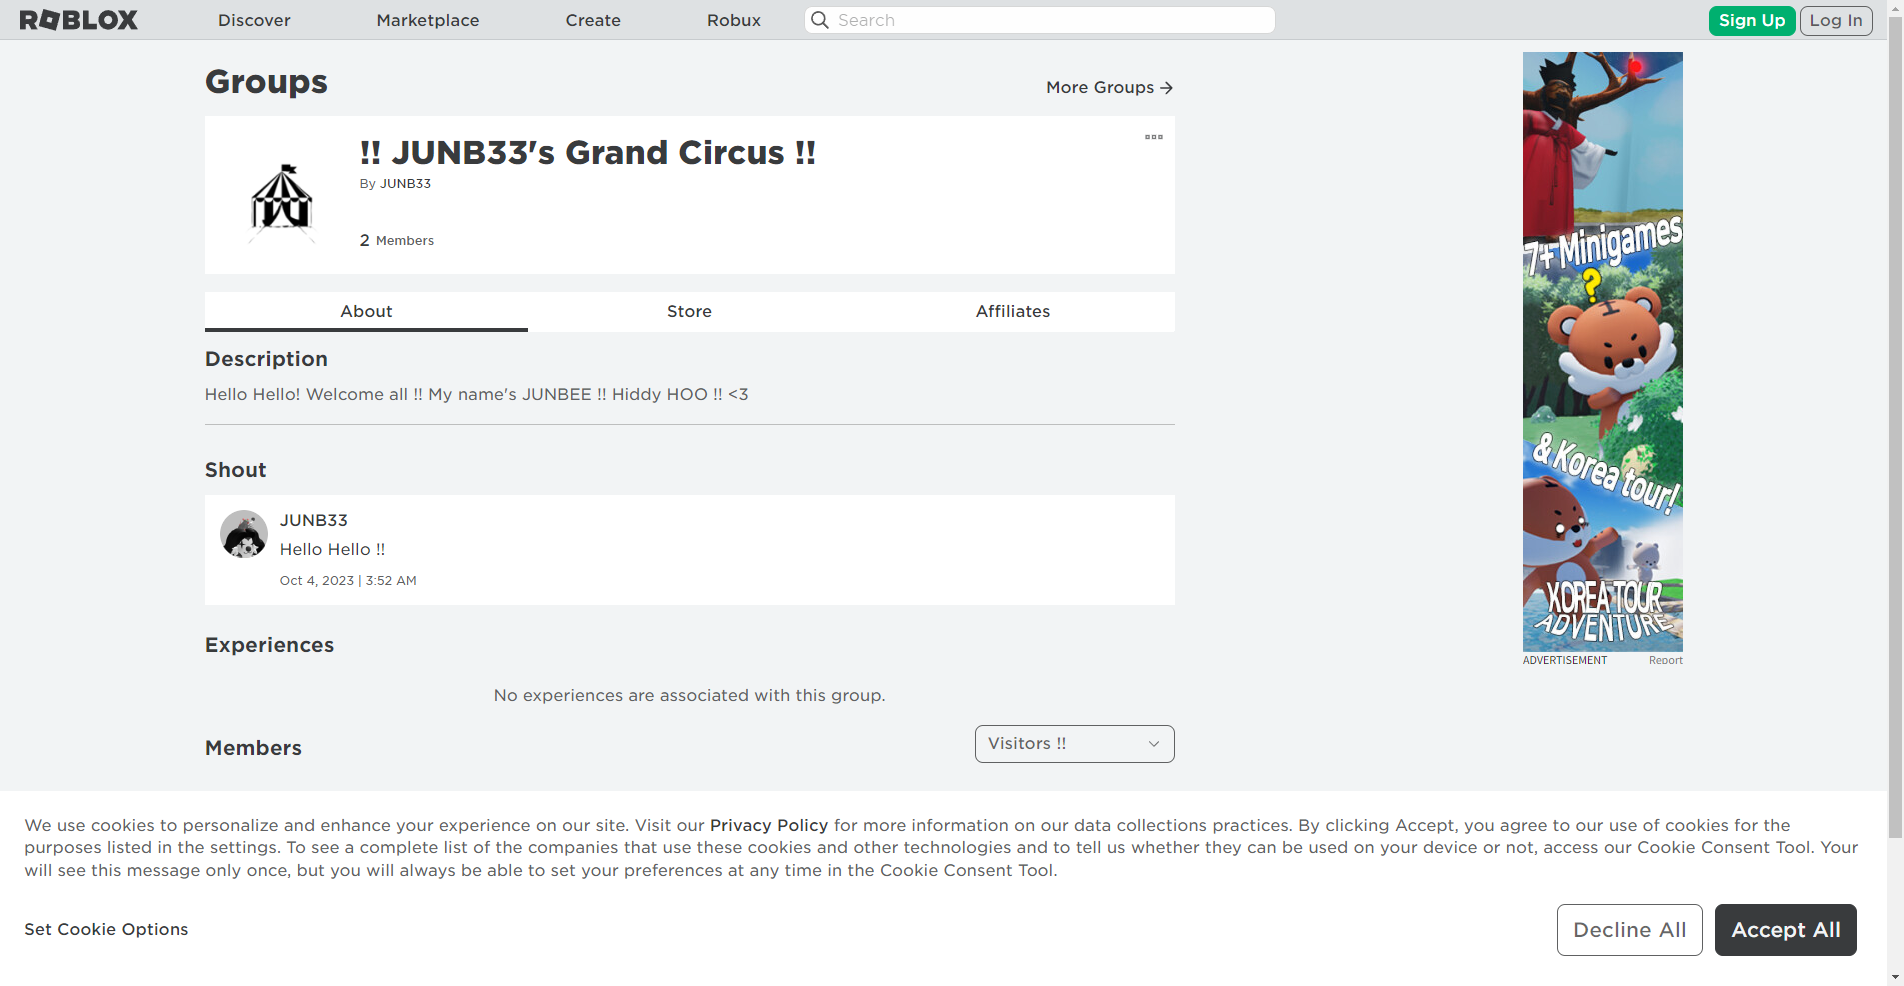 ROBLOX
Discover
Marketplace
Create
Robux
Search
Sign Up
Log In
Groups
More Groups →
!! JUNB33's Grand Circus !!
By JUNB33
2 Members
About
Store
Affiliates
Description
Hello Hello! Welcome all !! My name's JUNBEE !! Hiddy HOO !! <3
Shout
JUNB33
Hello Hello !!
Oct 4, 2023 | 3:52 AM
Experiences
No experiences are associated with this group.
Members
Visitors !!
7+ Minigames
?
& Korea tour!
KOREA TOUR
ADVENTURE
ADVERTISEMENT
Report
We use cookies to personalize and enhance your experience on our site. Visit our Privacy Policy for more information on our data collections practices. By clicking Accept, you agree to our use of cookies for the
purposes listed in the settings. To see a complete list of the companies that use these cookies and other technologies and to tell us whether they can be used on your device or not, access our Cookie Consent Tool. Your
will see this message only once, but you will always be able to set your preferences at any time in the Cookie Consent Tool.
Set Cookie Options
Decline All
Accept All